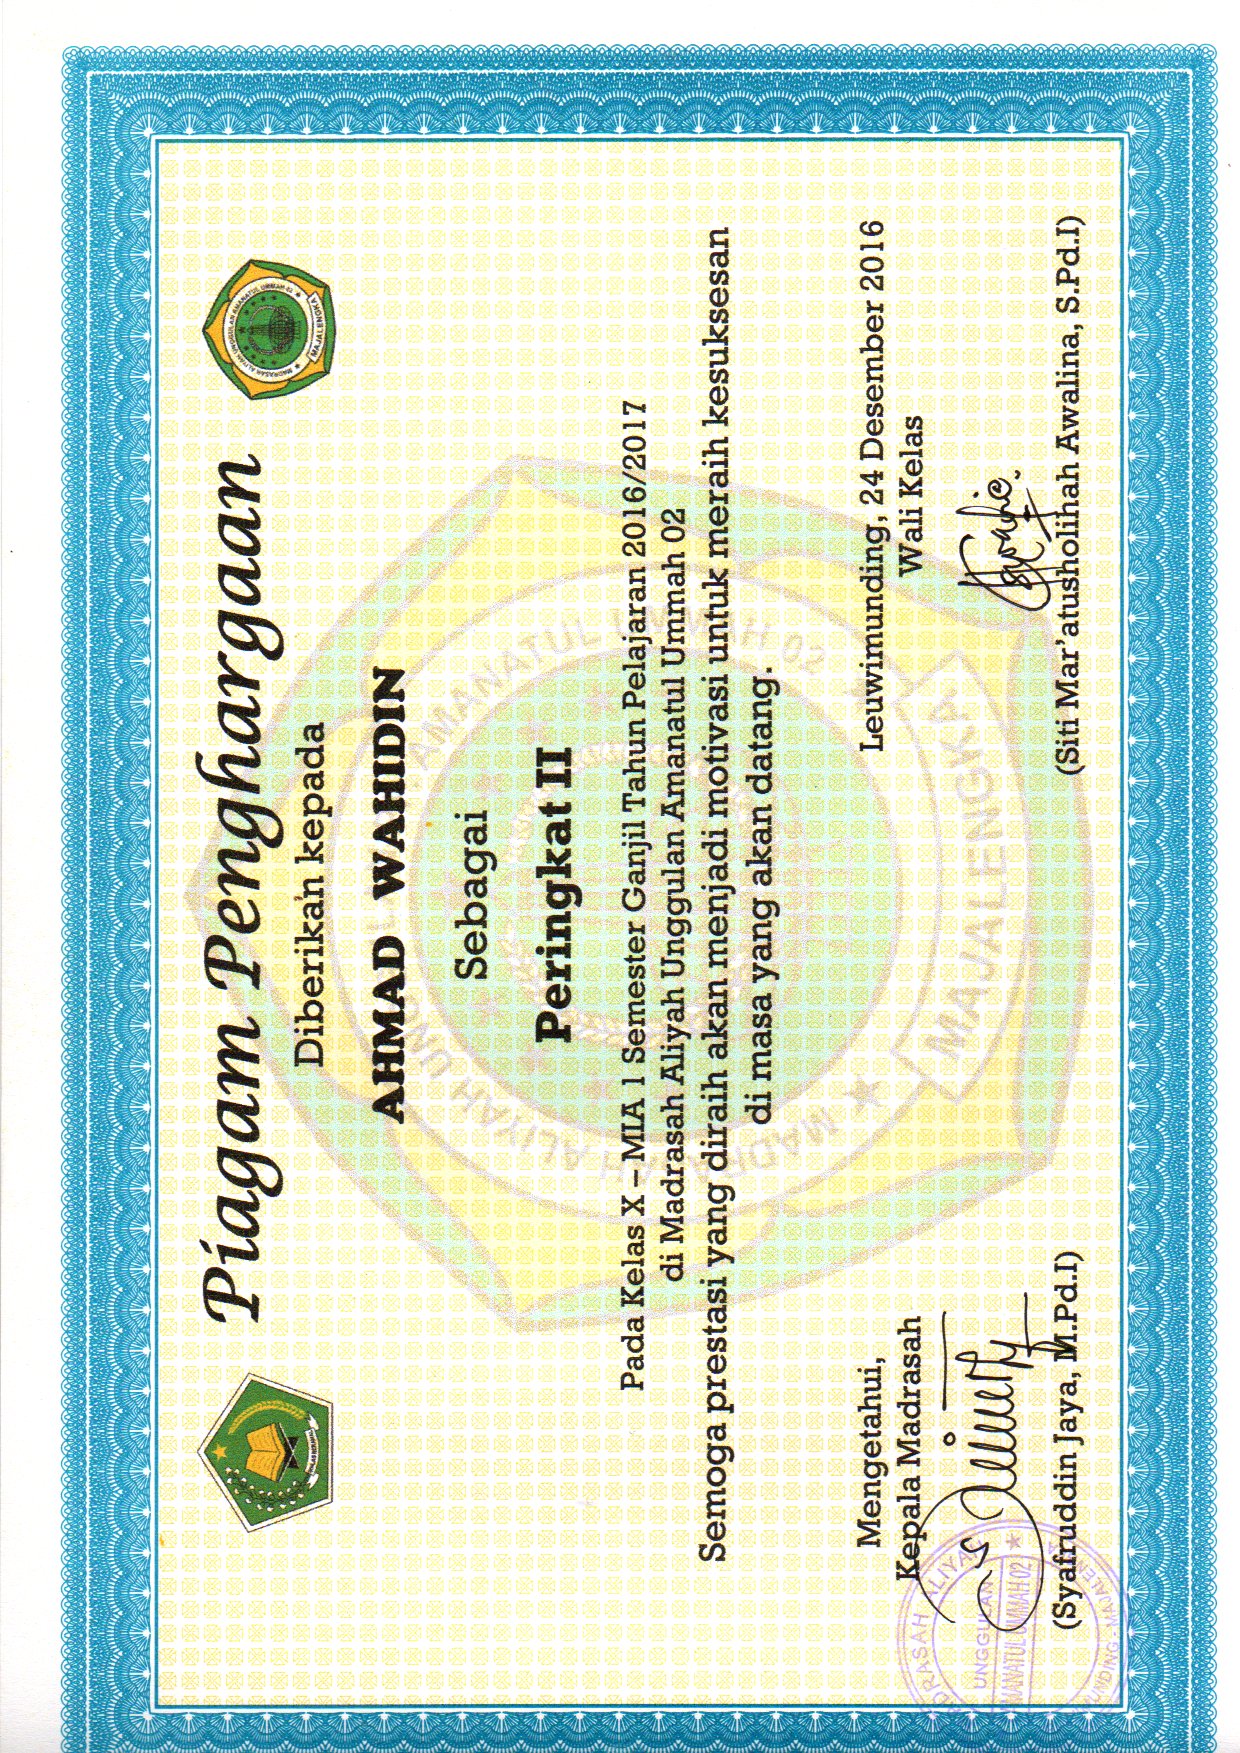 Piagam Penghargaan
Diberikan kepada
AHMAD WAHIDIN
Sebagai
Peringkat II
Pada Kelas X – MIA 1 Semester Ganjil Tahun Pelajaran 2016/2017
di Madrasah Aliyah Unggulan Amanatul Ummah 02
Semoga prestasi yang diraih akan menjadi motivasi untuk meraih kesuksesan
di masa yang akan datang.
Leuwimunding, 24 Desember 2016
Mengetahui,
Kepala Madrasah
Wali Kelas
(Syafruddin Jaya, M.Pd.I)
(Siti Mar’atusholihah Awalina, S.Pd.I)
MADRASAH ALIYAH UNGGULAN AMANATUL UMMAH 02
MAJALENGKA
IKHLAS BERAMAL
UNGGULAN